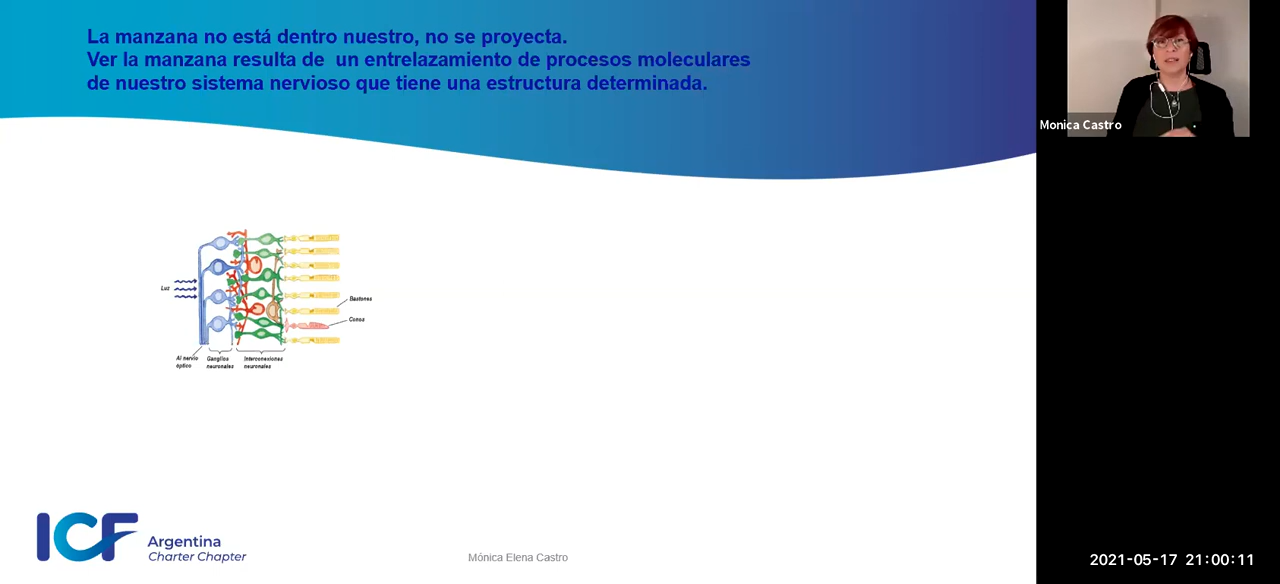 La manzana no está dentro nuestro, no se proyecta.
Ver la manzana resulta de  un entrelazamiento de procesos moleculares
de nuestro sistema nervioso que tiene una estructura determinada.
Monica Castro
Luz
Bastones
Conos
Al nervio
optico
Ganglios
neuronales
Interconexiones
neuronales
ICF
Argentina
Charter Chapter
Mónica Elena Castro
2021-05-17 21:00:11